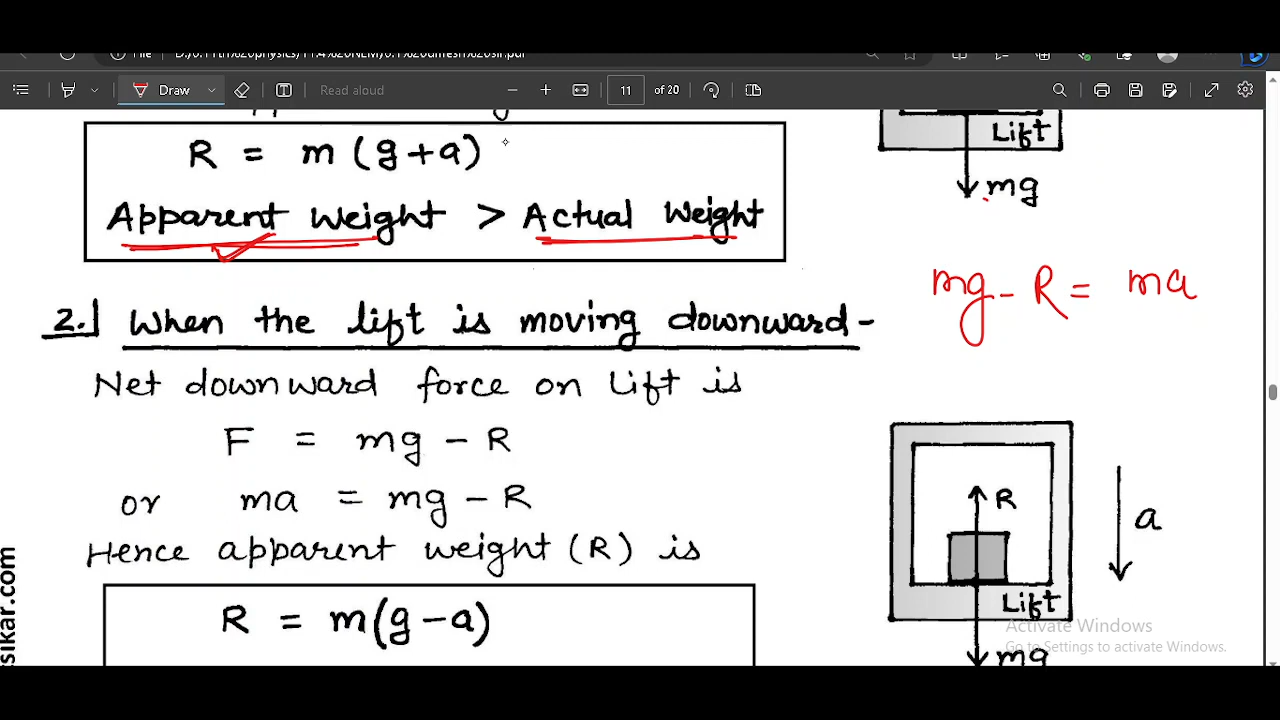 Draw
Read aloud
11
of 20
R = m (g+a)
Apparent weight > Actual Weight
Lift
mg
mg - R = ma
2.] When the lift is moving downward-
Net downward force on Lift is
F = mg - R
or ma = mg - R
Hence apparent weight (R) is
R = m(g-a)
R
a
Lift
mg
Activate Windows
Go to Settings to activate Windows.
sikar.com